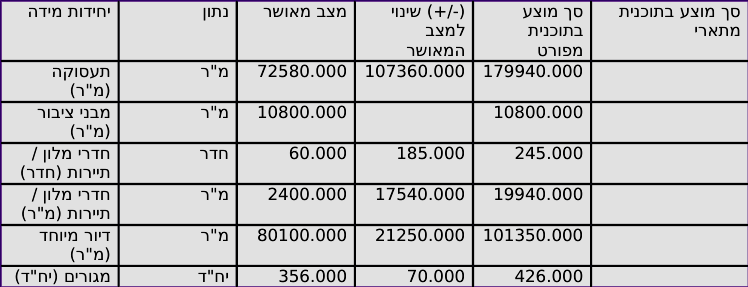 יחידות מידה	נתון	מצב מאושר	(-/+) שינוי למצב המאושר	סך מוצע בתוכנית מפורט	סך מוצע בתוכנית מתארי
תעסוקה (מ"ר)	מ"ר	72580.000	107360.000	179940.000
מבני ציבור (מ"ר)	מ"ר	10800.000		10800.000
חדרי מלון / תיירות (חדר)	חדר	60.000	185.000	245.000
חדרי מלון / תיירות (מ"ר)	מ"ר	2400.000	17540.000	19940.000
דיור מיוחד (מ"ר)	מ"ר	80100.000	21250.000	101350.000
מגורים (יח"ד)	יח"ד	356.000	70.000	426.000